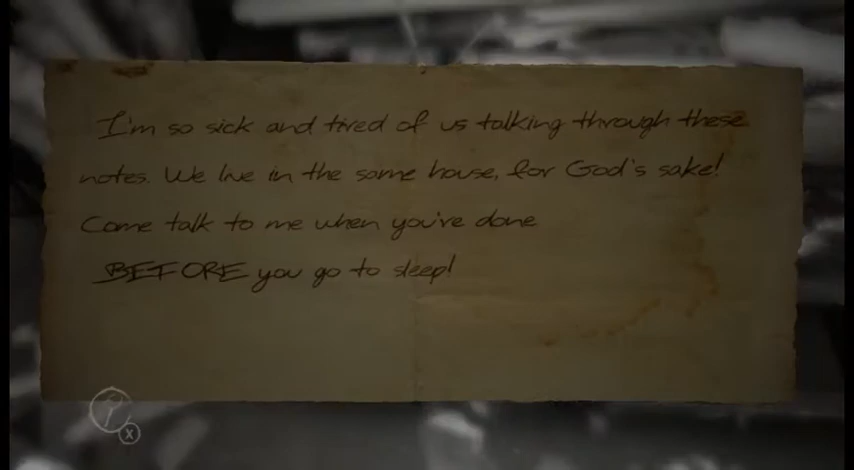 I'm so sick and tired of us talking through these
notes. We live in the same house, for God's sake!
Come talk to me when you're done
BEFORE you go to sleep!
X